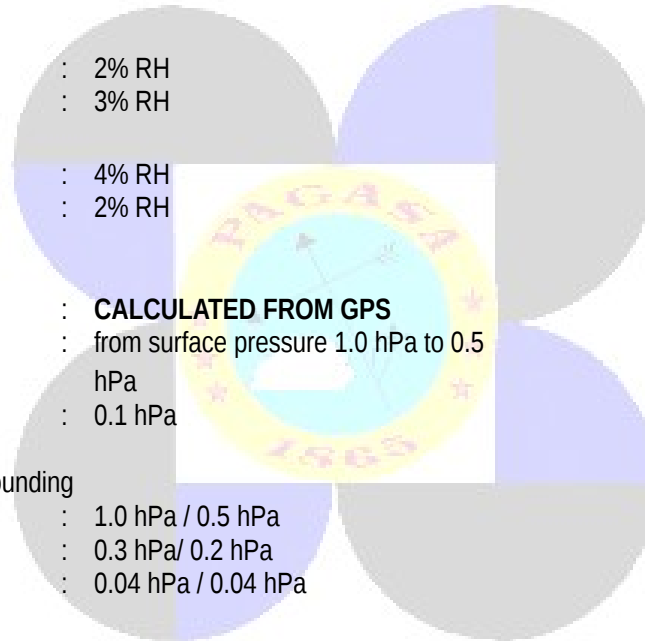 : 2% RH
: 3% RH
: 4% RH
: 2% RH
PAGASA
: CALCULATED FROM GPS
: from surface pressure 1.0 hPa to 0.5
hPa
: 0.1 hPa
1865
ounding
: 1.0 hPa / 0.5 hPa
: 0.3 hPa/ 0.2 hPa
: 0.04 hPa / 0.04 hPa